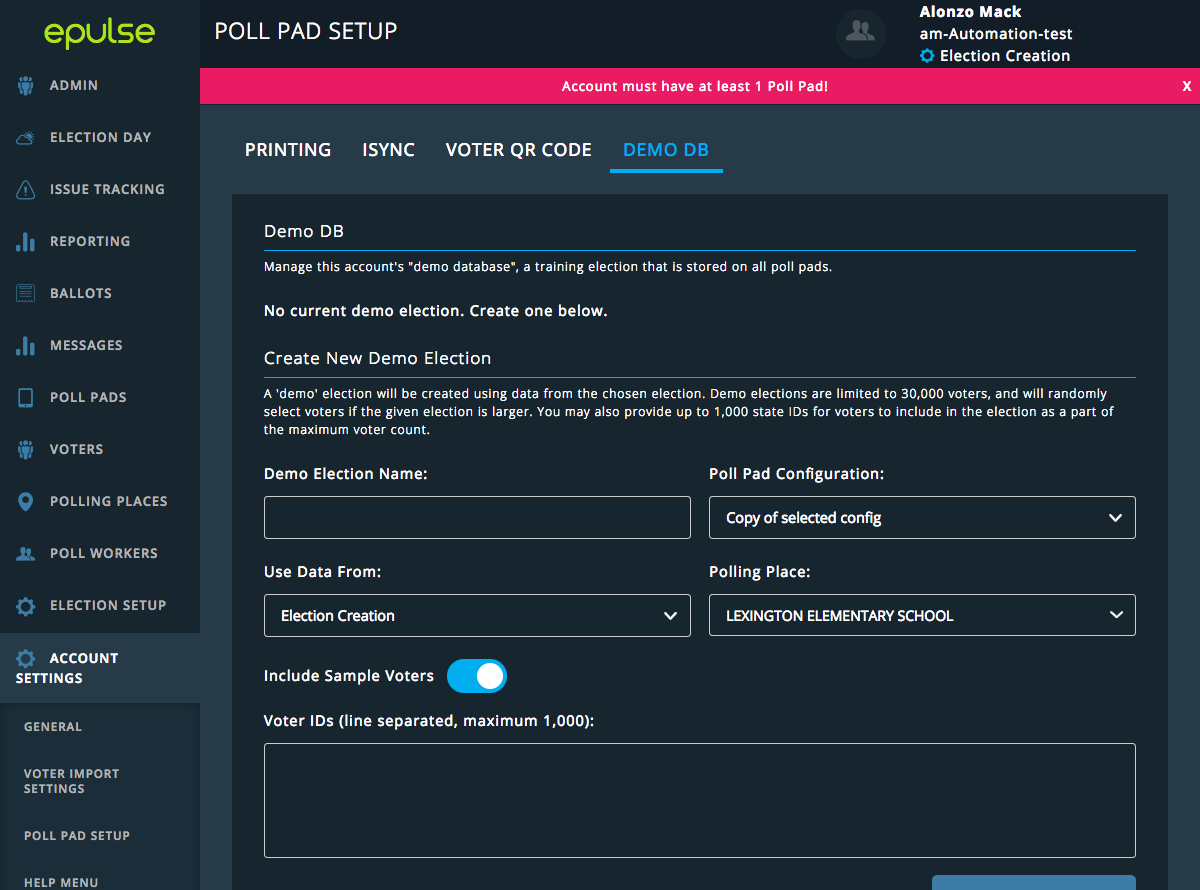 epulse
POLL PAD SETUP
Alonzo Mack
am-Automation-test
Election Creation
Account must have at least 1 Poll Pad!
X
ADMIN
ELECTION DAY
ISSUE TRACKING
REPORTING
BALLOTS
MESSAGES
POLL PADS
VOTERS
POLLING PLACES
POLL WORKERS
ELECTION SETUP
ACCOUNT
SETTINGS
GENERAL
VOTER IMPORT
SETTINGS
POLL PAD SETUP
HELP MENU
PRINTING
ISYNC
VOTER QR CODE
DEMO DB
Demo DB
Manage this account's "demo database", a training election that is stored on all poll pads.
No current demo election. Create one below.
Create New Demo Election
A 'demo' election will be created using data from the chosen election. Demo elections are limited to 30,000 voters, and will randomly
select voters if the given election is larger. You may also provide up to 1,000 state IDs for voters to include in the election as a part of
the maximum voter count.
Demo Election Name:
Poll Pad Configuration:
Copy of selected config
Use Data From:
Polling Place:
Election Creation
LEXINGTON ELEMENTARY SCHOOL
Include Sample Voters
Voter IDs (line separated, maximum 1,000):